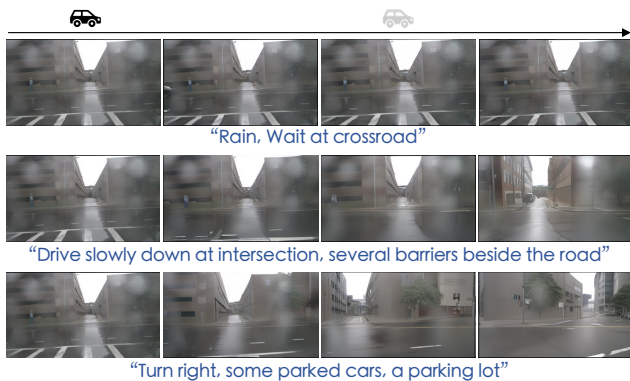 “Rain, Wait at crossroad”
“Drive slowly down at intersection, several barriers beside the road”
“Turn right, some parked cars, a parking lot”